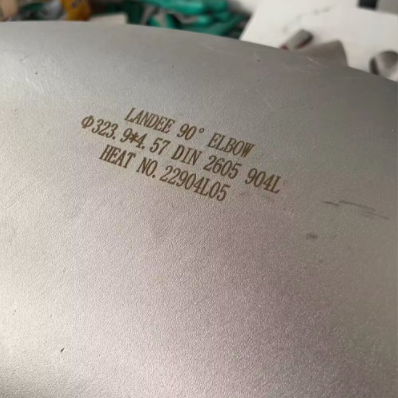 LANDEE 90° ELBOW
Φ323.9*4.57 DIN 2605 904L
HEAT NO.22904L05